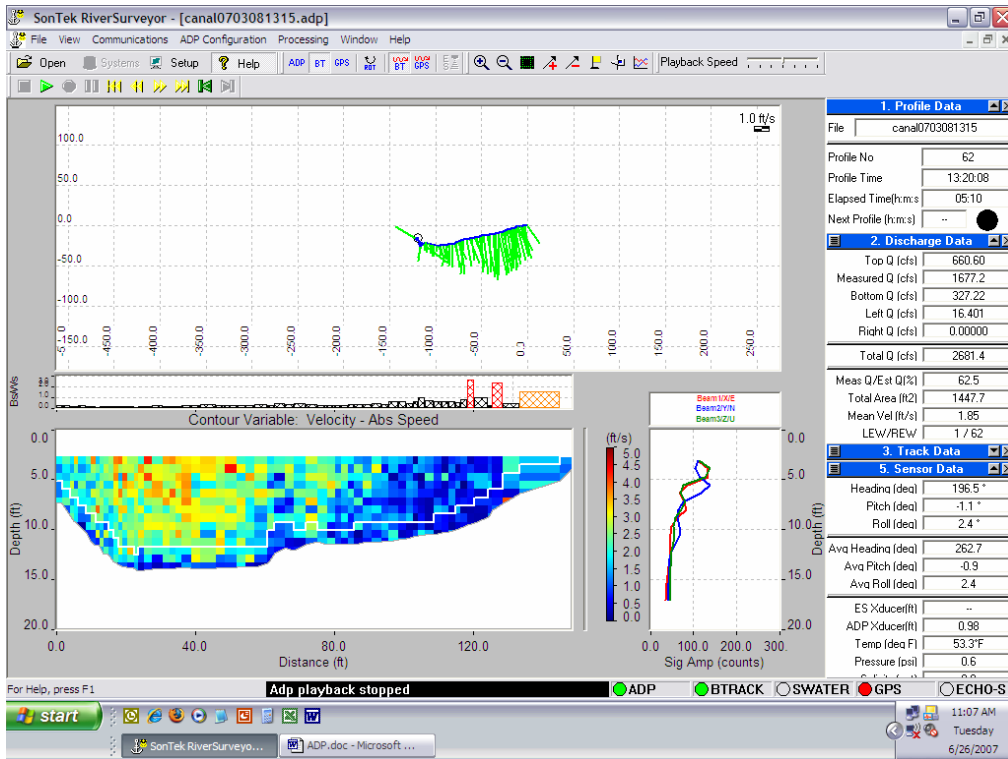 SonTek RiverSurveyor - [canal0703081315.adp]
File View Communications ADP Configuration Processing Window Help
Open Systems Setup Help ADP BT GPS BT GPS Playback Speed
1.0 ft/s
100.0
50.0
0.0
-50.0
-100.0
-150.0
-150.0 -100.0 -50.0 0.0 50.0 100.0 150.0 200.0 250.0
1. Profile Data
File canal0703081315
Profile No 62
Profile Time 13:20:08
Elapsed Time(h:m:s 05:10
Next Profile (h:m:s) --
2. Discharge Data
Top Q (cfs) 660.60
Measured Q (cfs) 1677.2
Bottom Q (cfs) 327.22
Left Q (cfs) 16.401
Right Q (cfs) 0.00000
Total Q (cfs) 2681.4
Meas Q/Est Q(%) 62.5
Total Area (ft2) 1447.7
Mean Vel (ft/s) 1.85
LEW/REW 1 / 62
3. Track Data
5. Sensor Data
Heading (deg) 196.5 °
Pitch (deg) -1.1 °
Roll (deg) 2.4 °
Avg Heading (deg) 262.7
Avg Pitch (deg) -0.9
Avg Roll (deg) 2.4
ES Xducer(ft) --
ADP Xducer(ft) 0.98
Temp (deg F) 53.3°F
Pressure (psi) 0.6
1.0
0.0
Contour Variable: Velocity - Abs Speed
0.0
5.0
10.0
15.0
20.0
Depth (ft)
0.0 40.0 80.0 120.0
Distance (ft)
(ft/s)
5.0
4.5
4.0
3.5
3.0
2.5
2.0
1.5
1.0
0.5
0.0
Beam1/X/E
Beam2/Y/N
Beam3/Z/U
0.0
5.0
10.0
15.0
20.0
Depth (ft)
0.0 100.0 200.0 300.0
Sig Amp (counts)
For Help, press F1 Adp playback stopped ADP BTRACK SWATER GPS ECHO-S
start
SonTek RiverSurveyo... ADP.doc - Microsoft ...
11:07 AM
Tuesday
6/26/2007